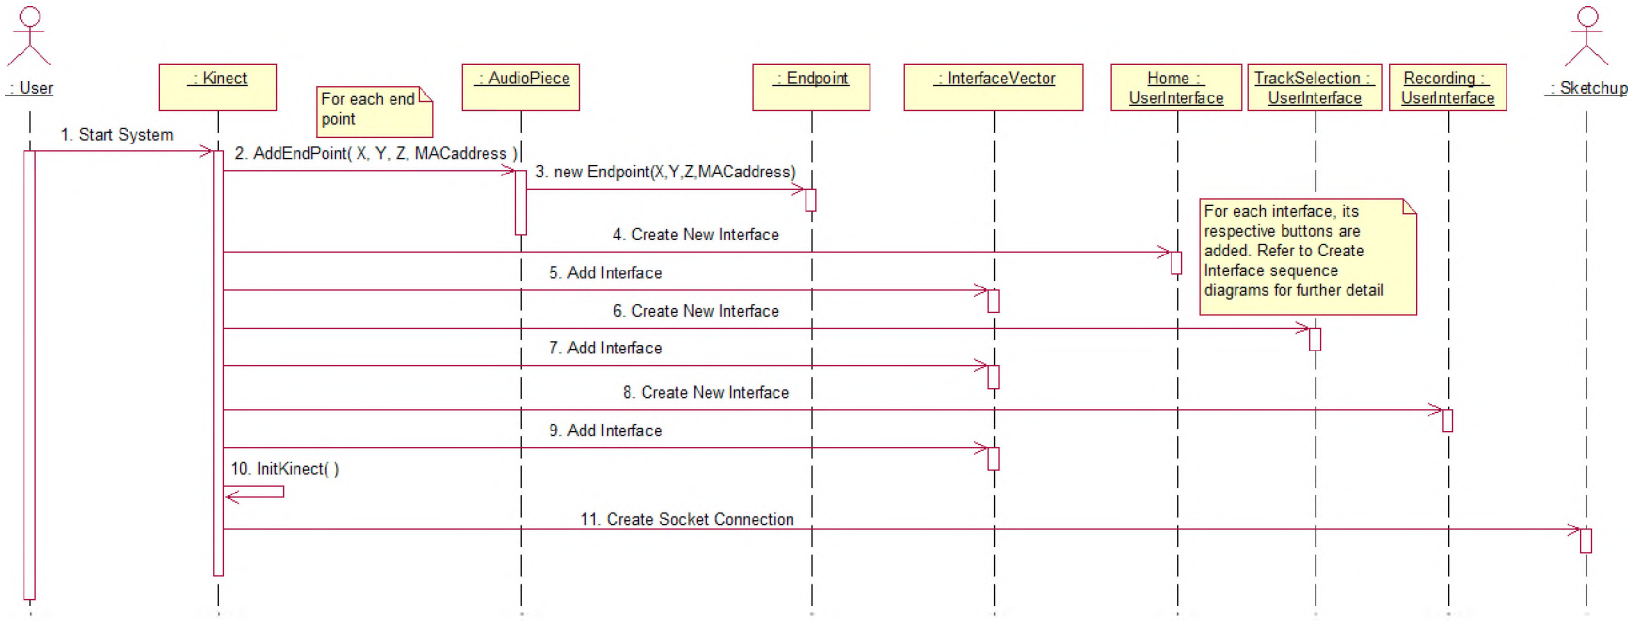 : User
: Kinect
For each end
point
: AudioPiece
: Endpoint
: InterfaceVector
Home :
UserInterface
TrackSelection :
UserInterface
Recording :
UserInterface
: Sketchup
1. Start System
2. AddEndPoint( X, Y, Z, MACaddress )
3. new Endpoint(X,Y,Z,MACaddress)
For each interface, its
respective buttons are
added. Refer to Create
Interface sequence
diagrams for further detail
4. Create New Interface
5. Add Interface
6. Create New Interface
7. Add Interface
8. Create New Interface
9. Add Interface
10. InitKinect( )
11. Create Socket Connection